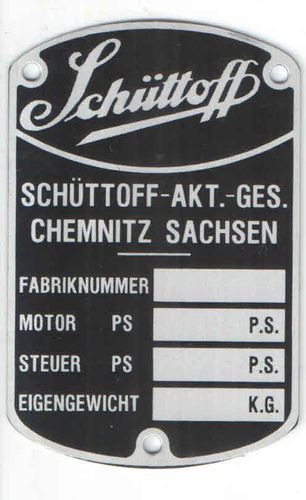 Schüttoff
SCHÜTTOFF-AKT.-GES.
CHEMNITZ SACHSEN
FABRIKNUMMER
MOTOR PS P.S.
STEUER PS P.S.
EIGENGEWICHT K.G.